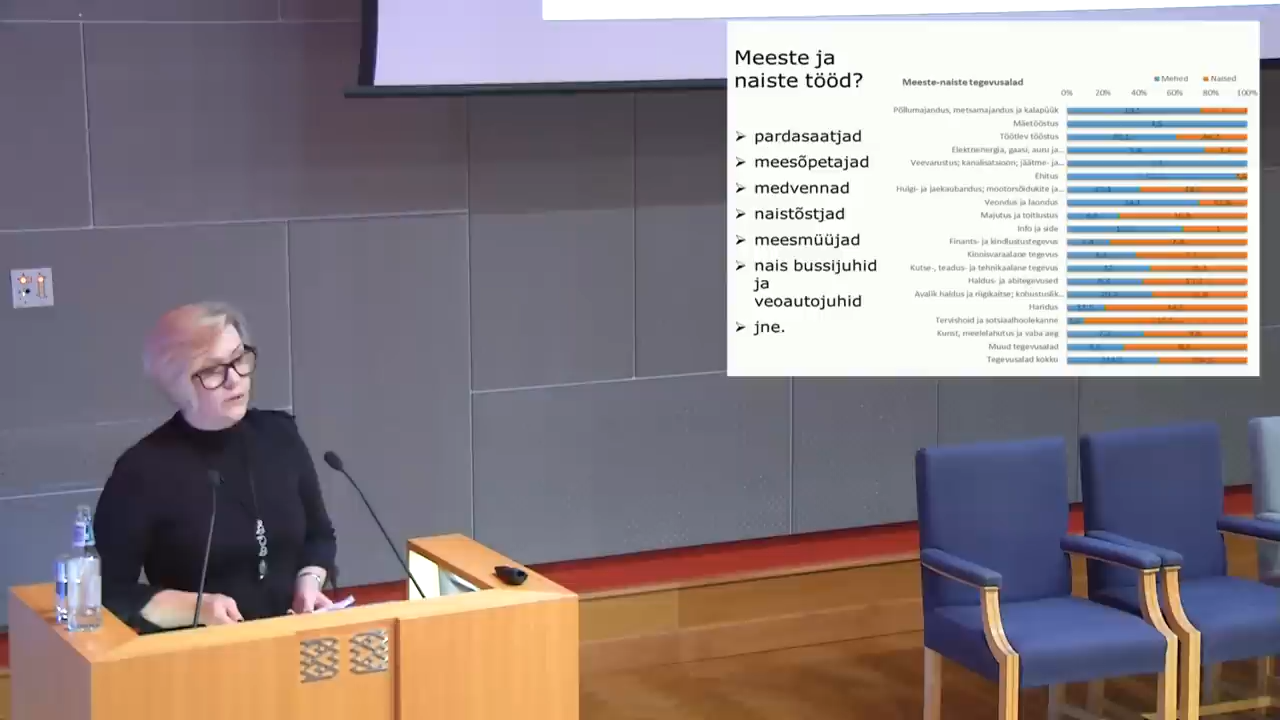 Meeste ja
naiste tööd?
➢ pardasaatjad
➢ meesõpetajad
➢ medvennad
➢ naistõstjad
➢ meesmüüjad
➢ nais bussijuhid
ja
veoautojuhid
➢ jne.
Meeste-naiste tegevusalad
Mehed Naised
0% 20% 40% 60% 80% 100%
Põllumajandus, metsamajandus ja kalapüük
Mäetööstus
Töötlev tööstus
Elektrienergia, gaasi, auru ja...
Veevarustus; kanalisatsioon; jäätme- ja...
Ehitus
Hulgi- ja jaekaubandus; mootorsõidukite ja...
Veondus ja laondus
Majutus ja toitlustus
Info ja side
Finants- ja kindlustustegevus
Kinnisvaraalane tegevus
Kutse-, teadus- ja tehnikaalane tegevus
Haldus- ja abitegevused
Avalik haldus ja riigikaitse; kohustuslik...
Haridus
Tervishoid ja sotsiaalhoolekanne
Kunst, meelelahutus ja vaba aeg
Muud tegevusalad
Tegevusalad kokku